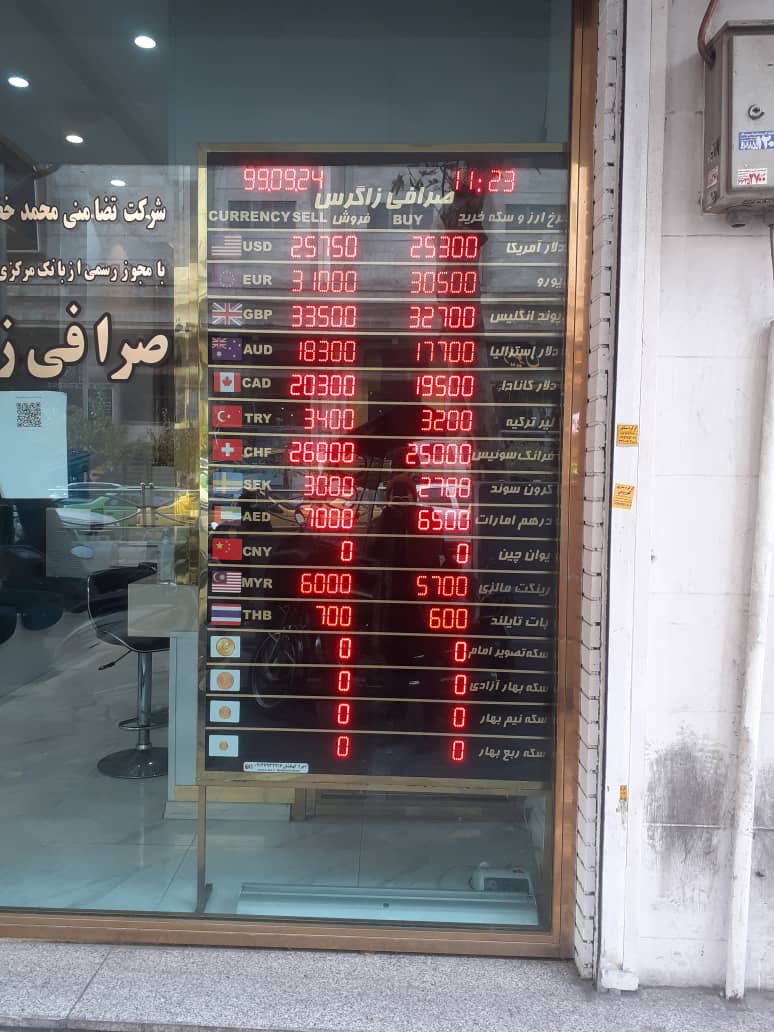 شرکت تضامنی محمد
با مجوز رسمی از بانک مرکزی
صرافی
99.09.24 11:23
صرافی زاگرس
CURRENCY SELL فروش BUY نرخ ارز و سکه خرید
USD 25750 25300 دلار آمریکا
EUR 31000 30500 یورو
GBP 33500 32700 پوند انگلیس
AUD 18300 17700 دلار استرالیا
CAD 20300 19500 دلار کانادا
TRY 3400 3200 لیر ترکیه
CHF 26000 25000 فرانک سوئیس
SEK 3000 2700 کرون سوئد
AED 7000 6500 درهم امارات
CNY 0 0 یوان چین
MYR 6000 5700 رینگت مالزی
THB 700 600 بات تایلند
0 0 سکه تصویر امام
0 0 سکه بهار آزادی
0 0 سکه نیم بهار
0 0 سکه ربع بهار